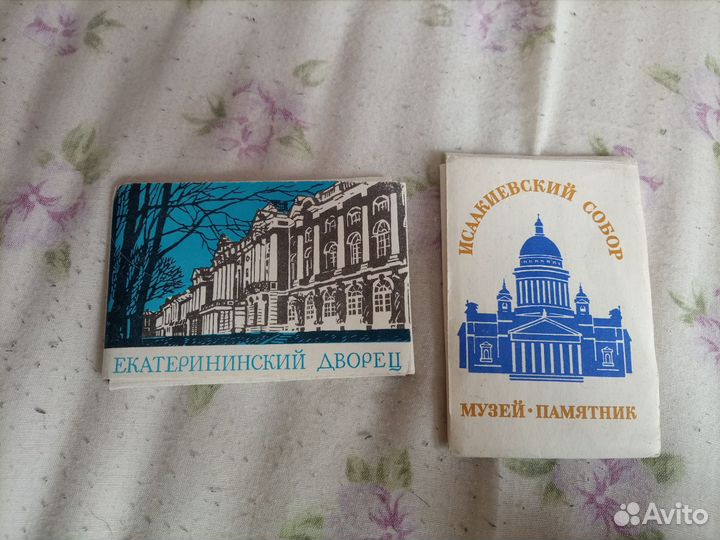 ЕКАТЕРИНИНСКИЙ ДВОРЕЦ
ИСААКИЕВСКИЙ СОБОР
МУЗЕЙ·ПАМЯТНИК
Avito